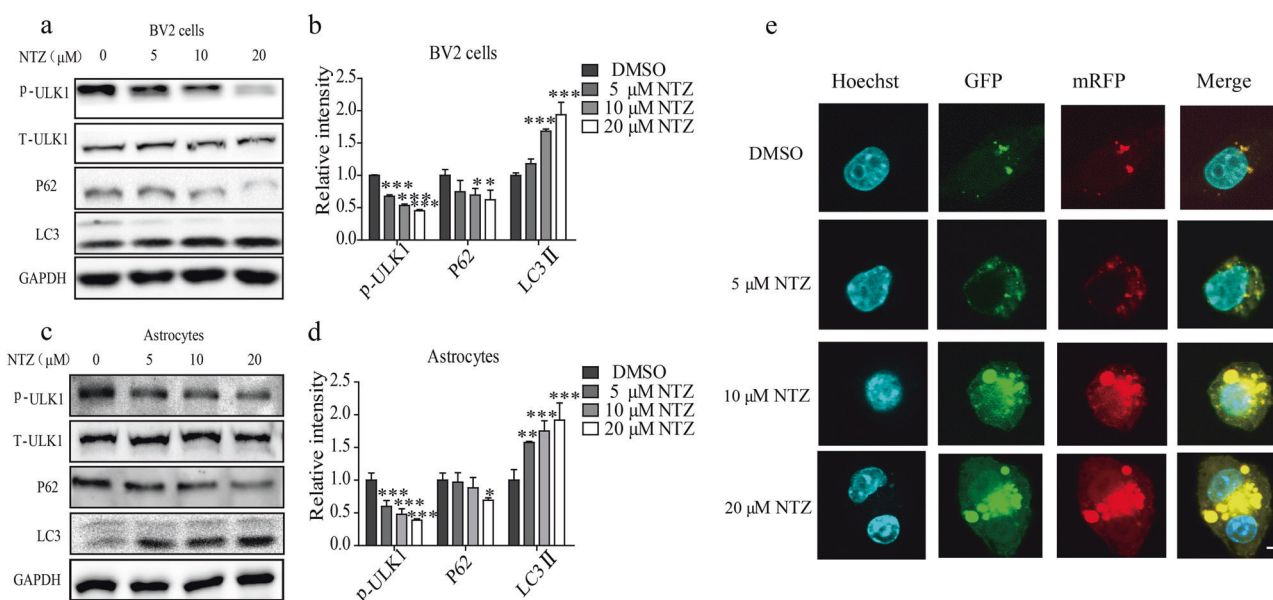 a
BV2 cells
NTZ (μM) 0 5 10 20
p-ULK1
T-ULK1
P62
LC3
GAPDH
b
BV2 cells
DMSO
5 μM NTZ
10 μM NTZ
20 μM NTZ
Relative intensity
2.5
2.0
1.5
1.0
0.5
0.0
***
***
***
* *
***
***
p-ULK1
P62
LC3 II
c
Astrocytes
NTZ (μM) 0 5 10 20
p-ULK1
T-ULK1
P62
LC3
GAPDH
d
Astrocytes
DMSO
5 μM NTZ
10 μM NTZ
20 μM NTZ
Relative intensity
2.5
2.0
1.5
1.0
0.5
0.0
***
***
***
*
**
***
***
p-ULK1
P62
LC3 II
e
Hoechst GFP mRFP Merge
DMSO
5 μM NTZ
10 μM NTZ
20 μM NTZ